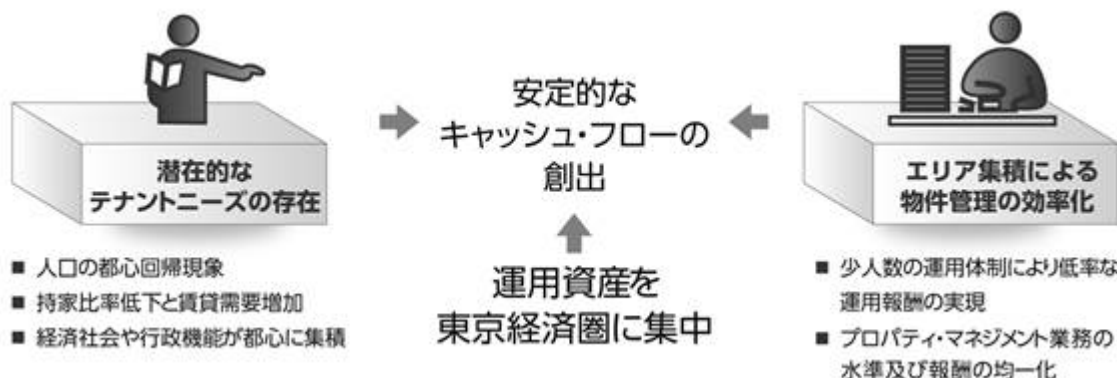 潜在的な
テナントニーズの存在
■ 人口の都心回帰現象
■ 持家比率低下と賃貸需要増加
■ 経済社会や行政機能が都心に集積
安定的な
キャッシュ・フローの
創出
運用資産を
東京経済圏に集中
エリア集積による
物件管理の効率化
■ 少人数の運用体制により低率な
運用報酬の実現
■ プロパティ・マネジメント業務の
水準及び報酬の均一化